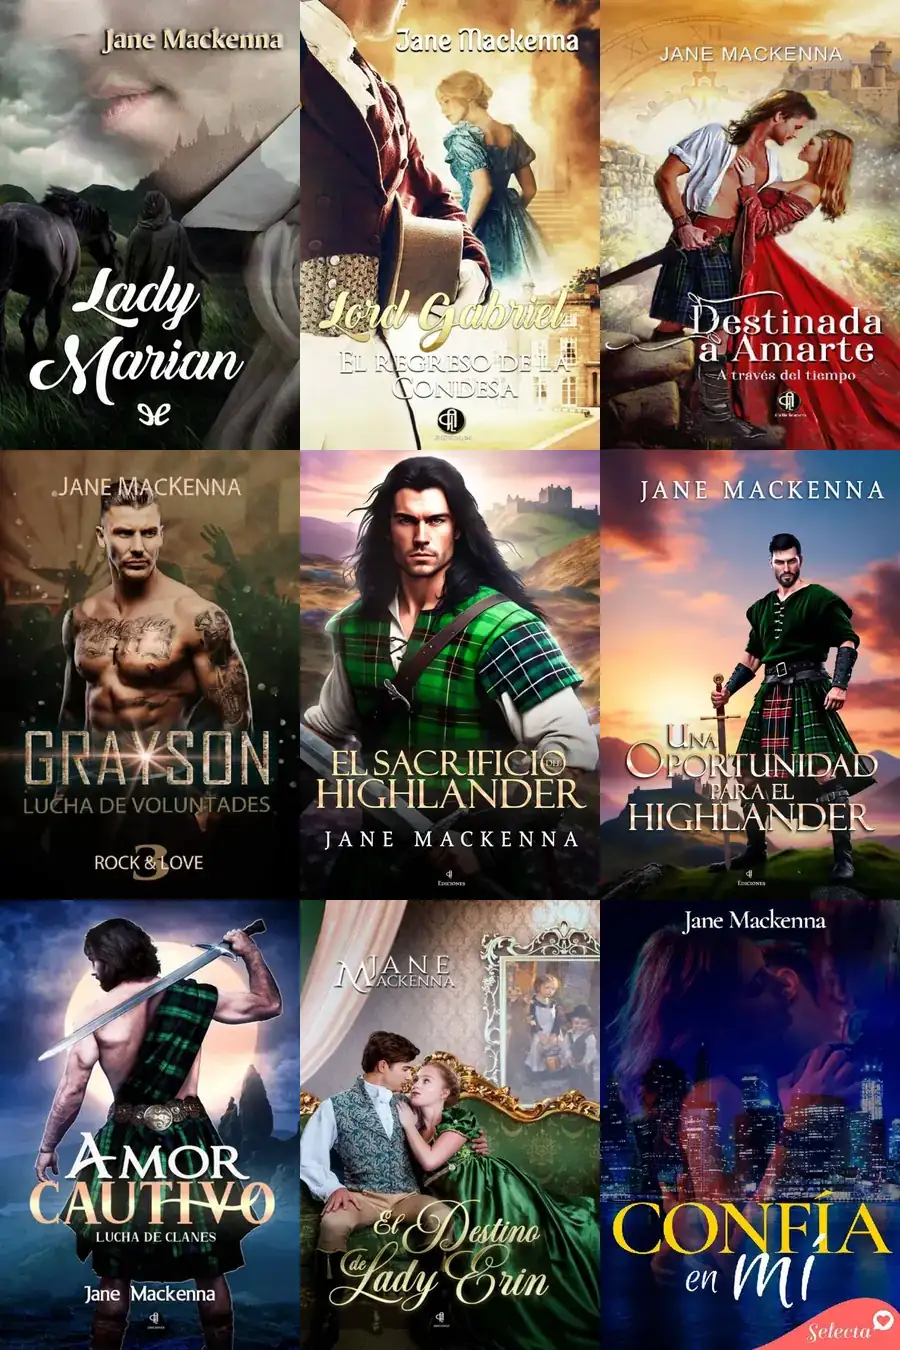 Jane Mackenna
Lady
Marian
Jane Mackenna
Lord Gabriel
El regreso de la
Condesa
JANE MACKENNA
Destinada
a Amarte
A través del tiempo
JANE MACKENNA
GRAYSON
LUCHA DE VOLUNTADES
3
ROCK & LOVE
EL SACRIFICIO DEL
HIGHLANDER
JANE MACKENNA
EDICIONES
JANE MACKENNA
UNA
OPORTUNIDAD
PARA EL
HIGHLANDER
EDICIONES
AMOR
CAUTIVO
LUCHA DE CLANES
Jane Mackenna
JANE
MACKENNA
El Destino
de Lady Erin
Jane Mackenna
CONFÍA
en mí
Selecta